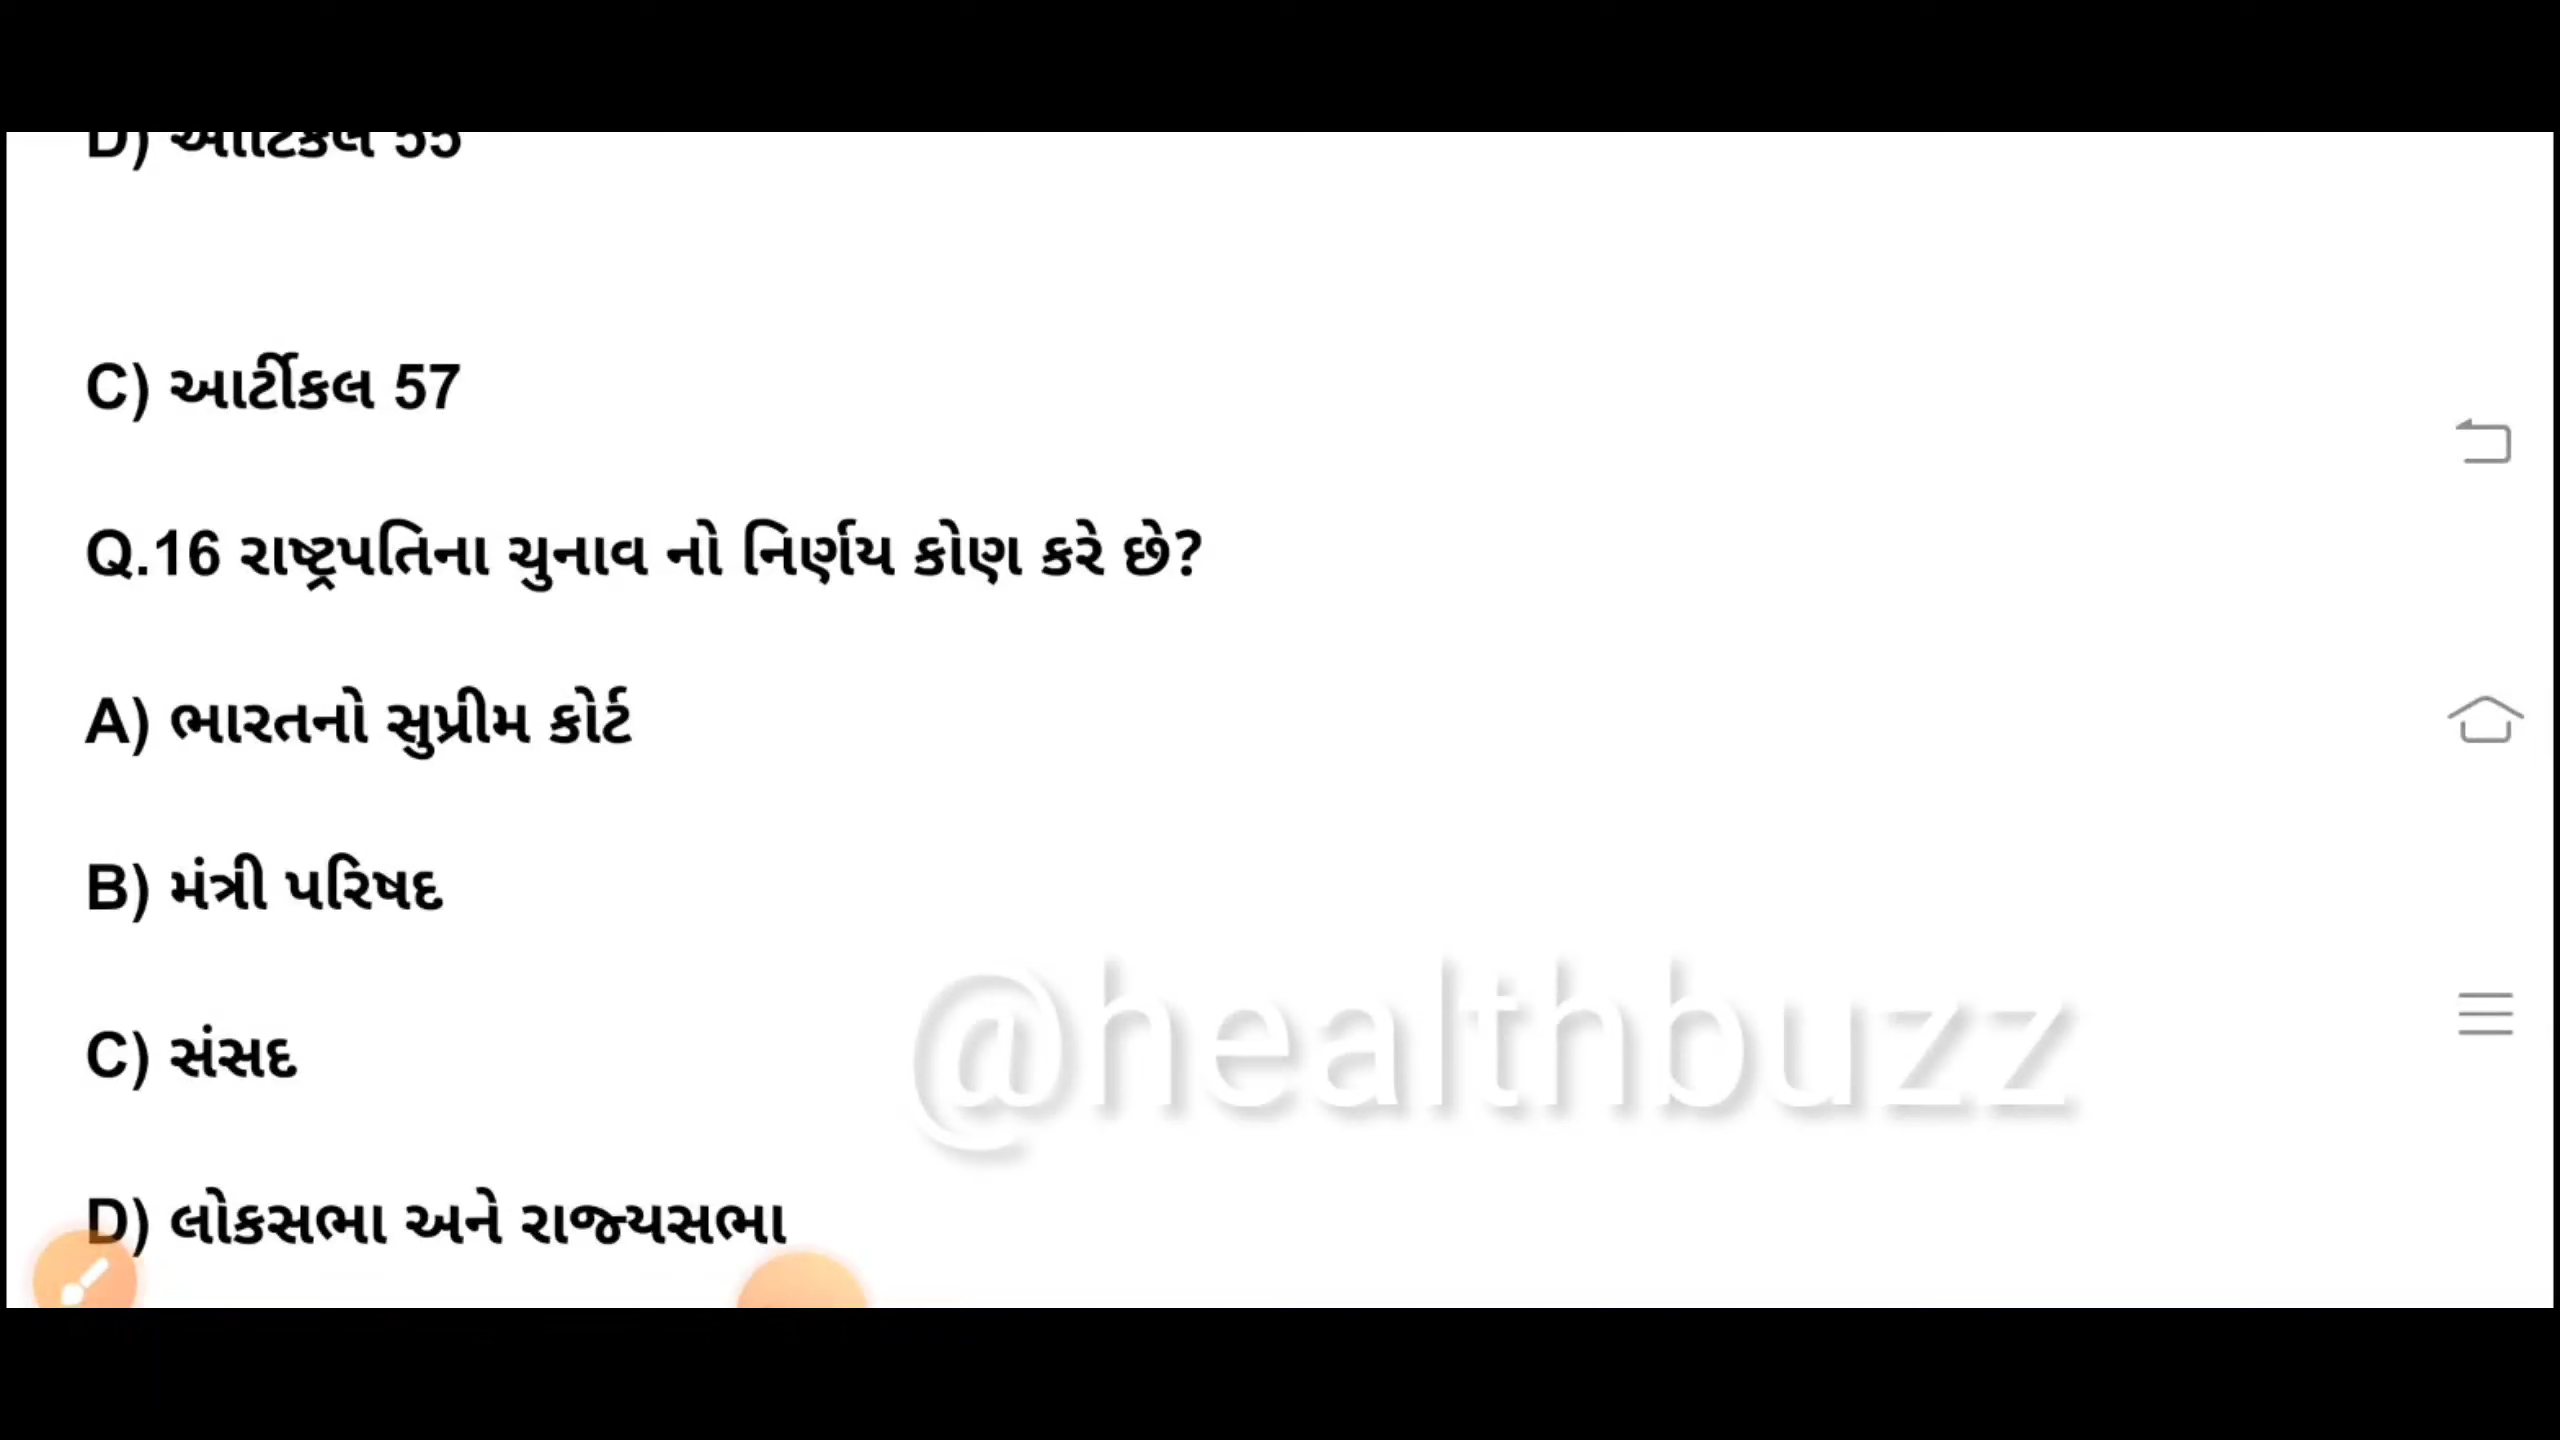 D) આર્ટીકલ 55
C) આર્ટીકલ 57
Q.16 રાષ્ટ્રપતિના ચુનાવ નો નિર્ણય કોણ કરે છે?
A) ભારતનો સુપ્રીમ કોર્ટ
B) મંત્રી પરિષદ
C) સંસદ
@healthbuzz
D) લોકસભા અને રાજ્યસભા